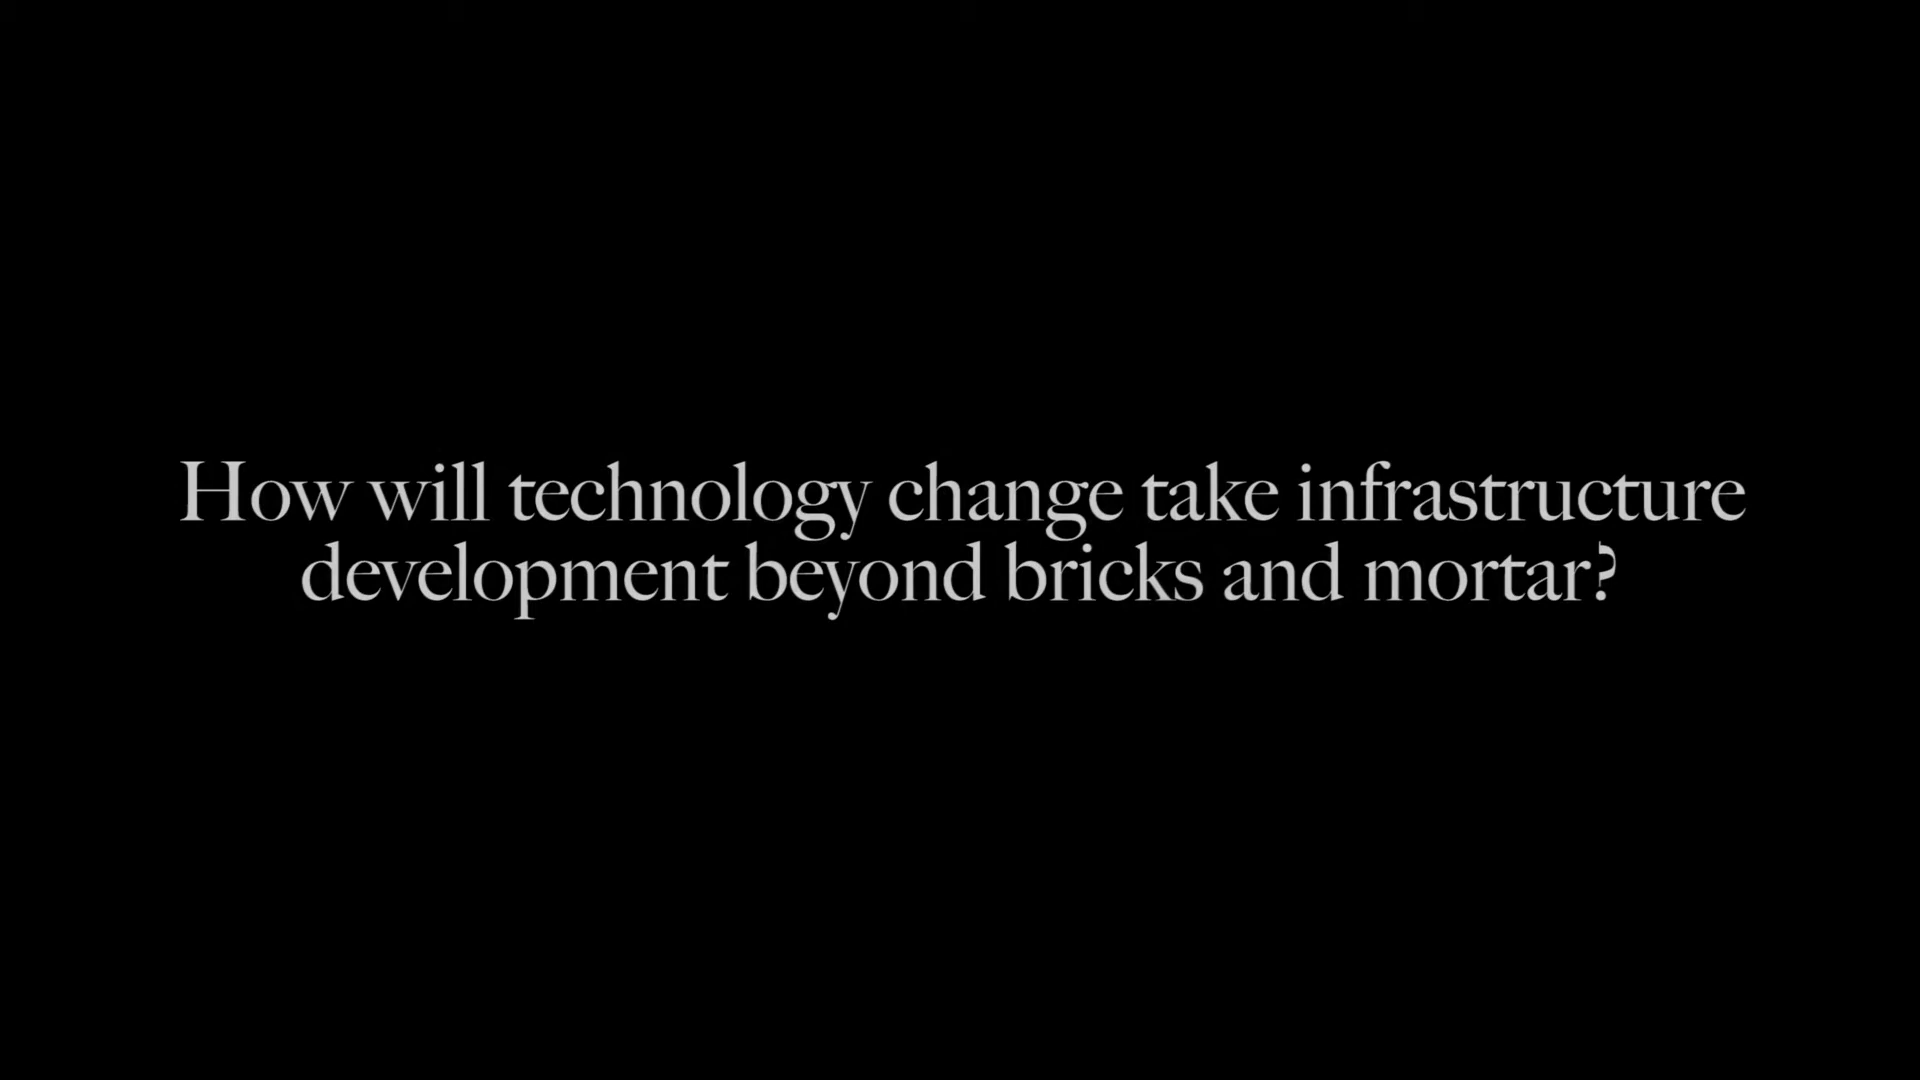 How will technology change take infrastructure
development beyond bricks and mortar?